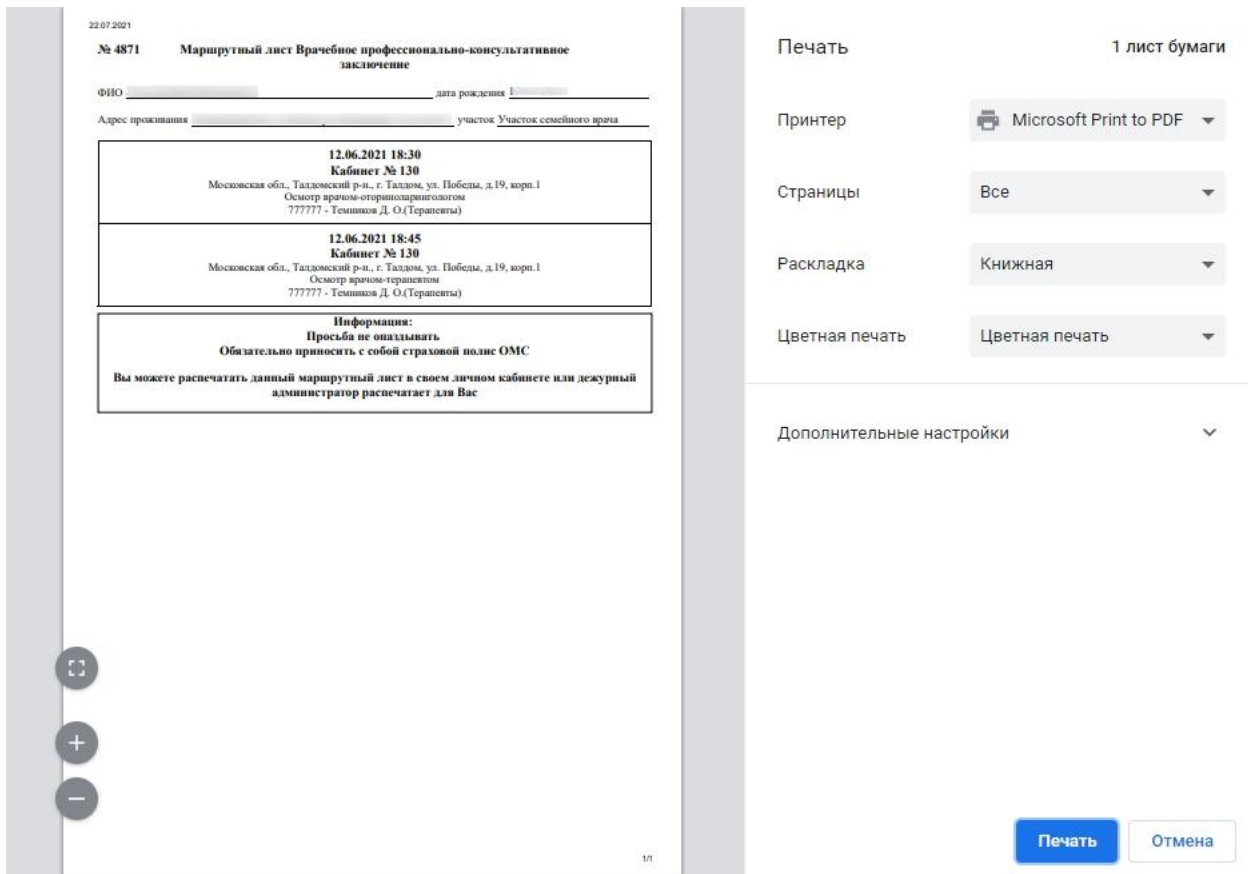 22.07.2021
№ 4871 Маршрутный лист Врачебное профессионально-консультативное
заключение
ФИО дата рождения 1
Адрес проживания участок Участок семейного врача
12.06.2021 18:30
Кабинет № 130
Московская обл., Талдомский р-н., г. Талдом, ул. Победы, д.19, корп.1
Осмотр врачом-оториноларингологом
777777 - Темников Д. О.(Терапевты)
12.06.2021 18:45
Кабинет № 130
Московская обл., Талдомский р-н., г. Талдом, ул. Победы, д.19, корп.1
Осмотр врачом-терапевтом
777777 - Темников Д. О.(Терапевты)
Информация:
Просьба не опаздывать
Обязательно приносить с собой страховой полис ОМС
Вы можете распечатать данный маршрутный лист в своем личном кабинете или дежурный
администратор распечатает для Вас
1/1
Печать 1 лист бумаги
Принтер Microsoft Print to PDF
Страницы Все
Раскладка Книжная
Цветная печать Цветная печать
Дополнительные настройки
Печать Отмена